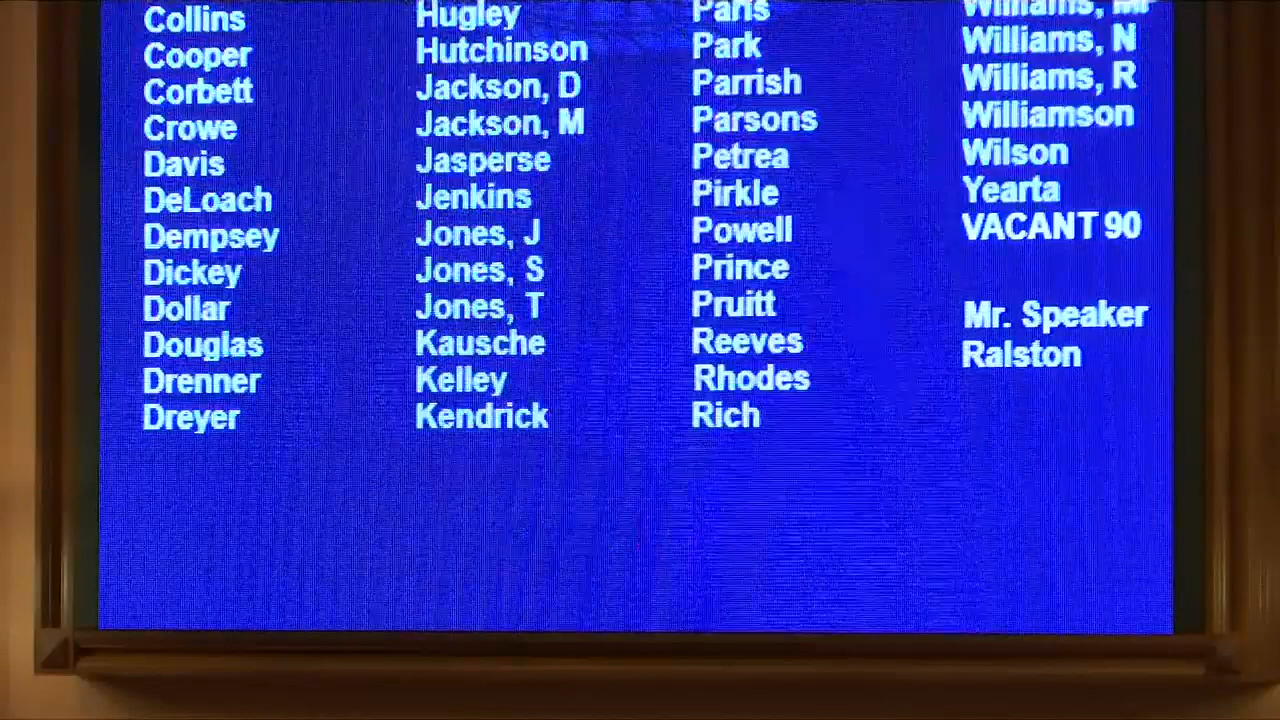 Collins
Cooper
Corbett
Crowe
Davis
DeLoach
Dempsey
Dickey
Dollar
Douglas
Drenner
Dreyer
Hugley
Hutchinson
Jackson, D
Jackson, M
Jasperse
Jenkins
Jones, J
Jones, S
Jones, T
Kausche
Kelley
Kendrick
Paris
Park
Parrish
Parsons
Petrea
Pirkle
Powell
Prince
Pruitt
Reeves
Rhodes
Rich
Williams,
Williams, N
Williams, R
Williamson
Wilson
Yearta
VACANT 90
Mr. Speaker
Ralston